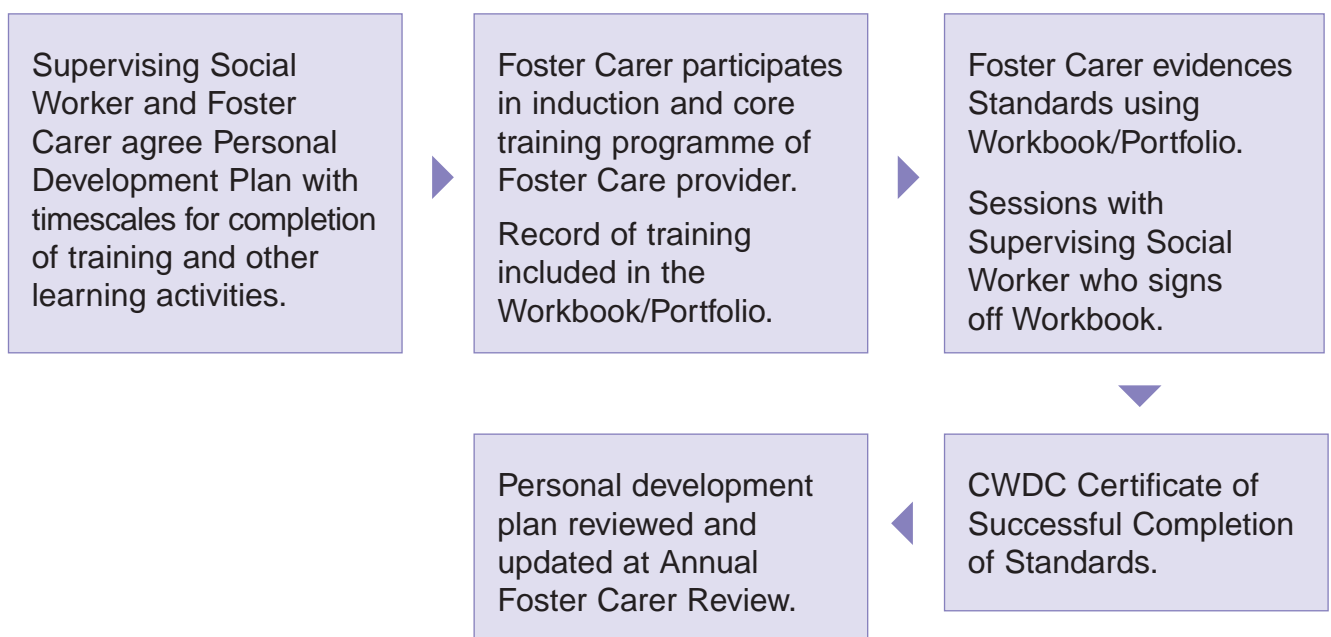 Supervising Social
Worker and Foster
Carer agree Personal
Development Plan with
timescales for completion
of training and other
learning activities.
Foster Carer participates
in induction and core
training programme of
Foster Care provider.
Record of training
included in the
Workbook/Portfolio.
Foster Carer evidences
Standards using
Workbook/Portfolio.
Sessions with
Supervising Social
Worker who signs
off Workbook.
CWDC Certificate of
Successful Completion
of Standards.
Personal development
plan reviewed and
updated at Annual
Foster Carer Review.